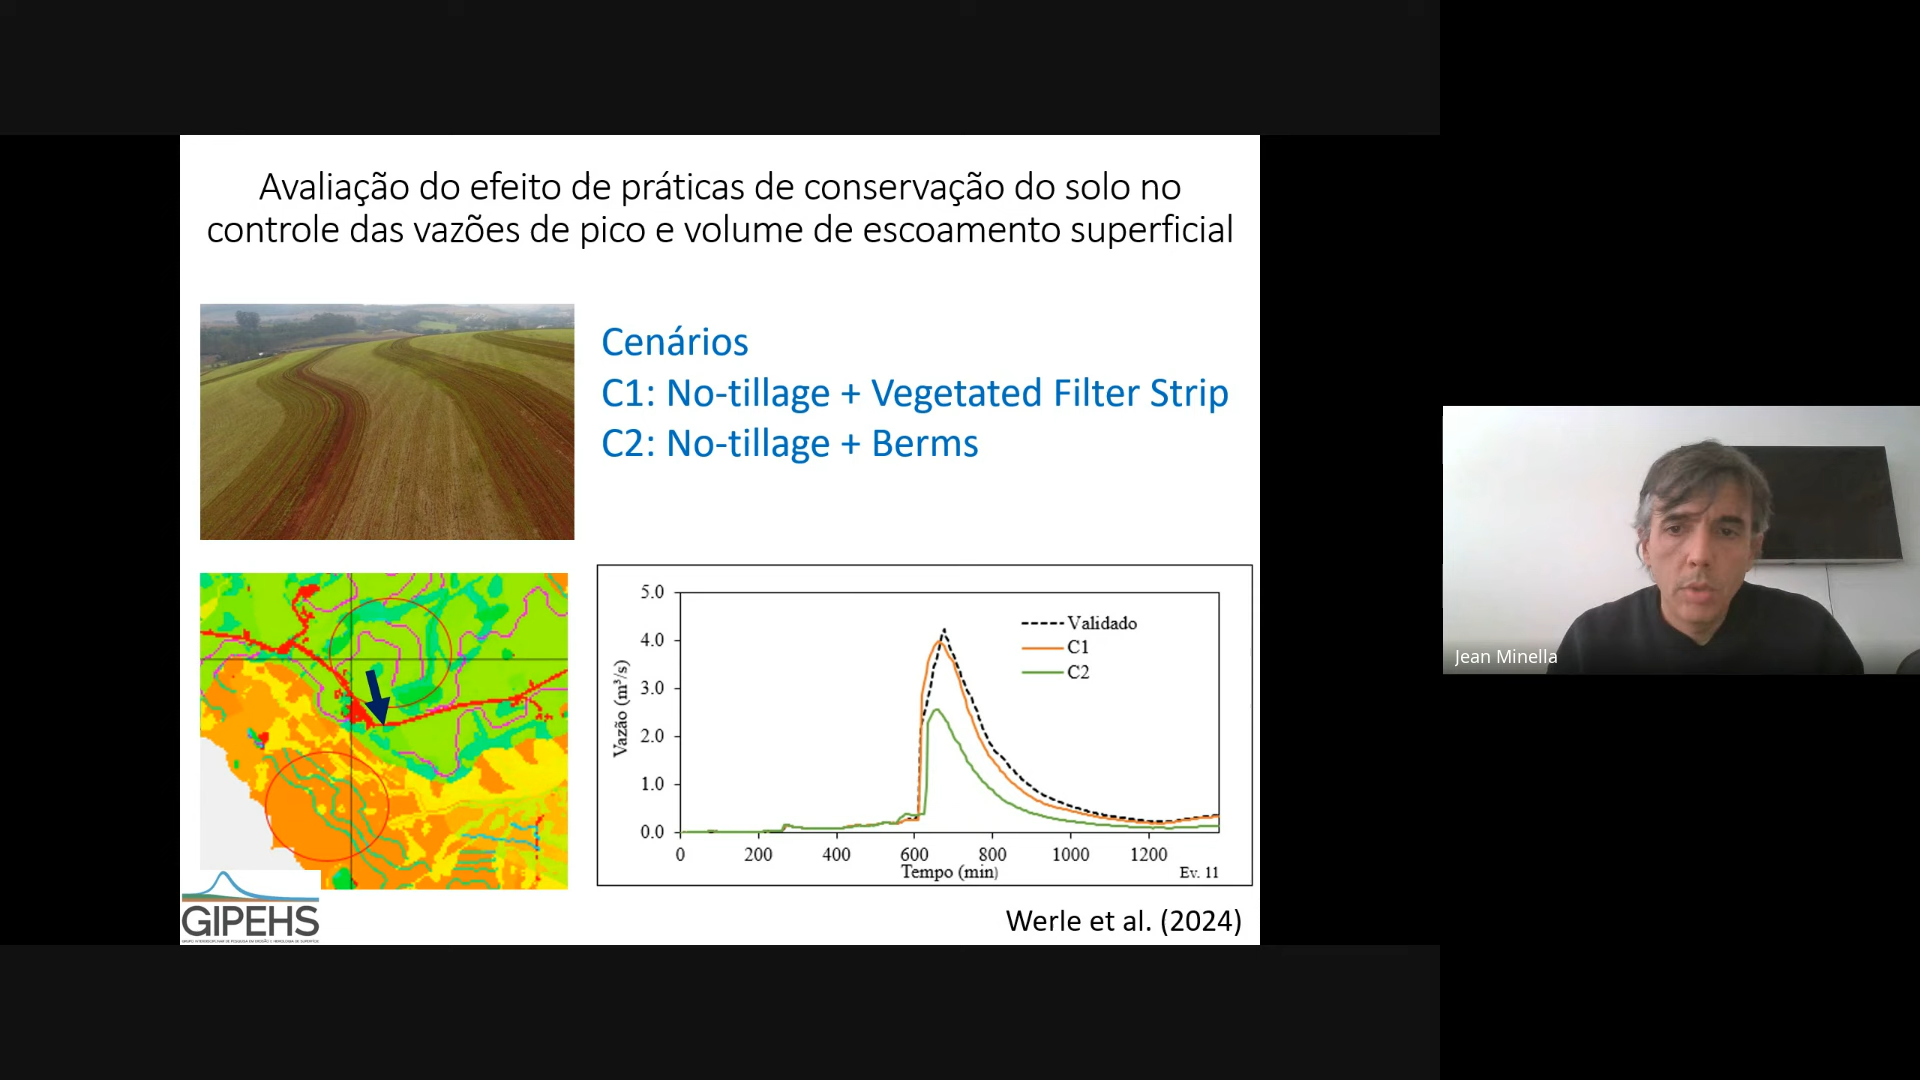 Avaliação do efeito de práticas de conservação do solo no
controle das vazões de pico e volume de escoamento superficial
Cenários
C1: No-tillage + Vegetated Filter Strip
C2: No-tillage + Berms
5.0
4.0
3.0
2.0
1.0
0.0
Vazão (m³/s)
Validado
C1
C2
0 200 400 600 800 1000 1200
Tempo (min)
Ev. 11
GIPEHS
Werle et al. (2024)
Jean Minella